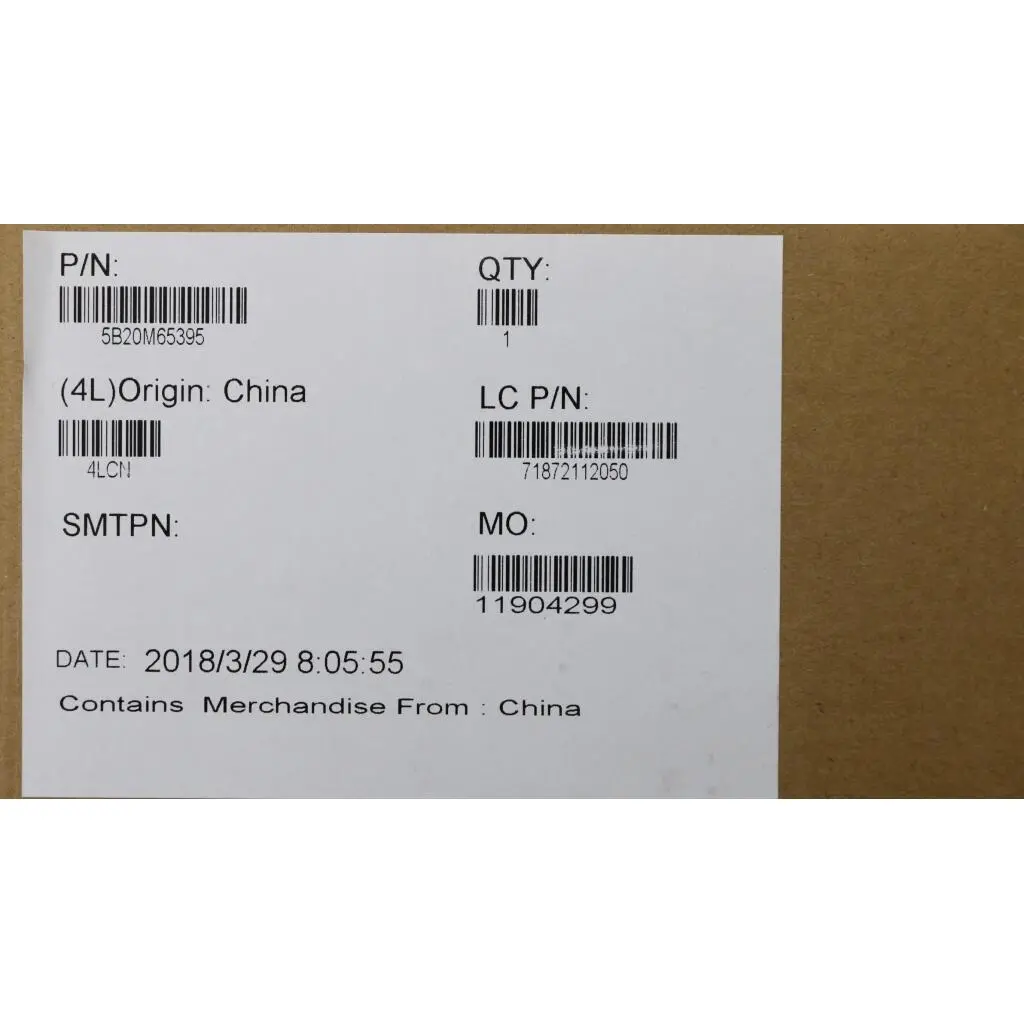 P/N:
5B20M65395
QTY:
1
(4L)Origin: China
4LCN
LC P/N:
71872112050
SMTPN:
MO:
11904299
DATE: 2018/3/29 8:05:55
Contains Merchandise From : China